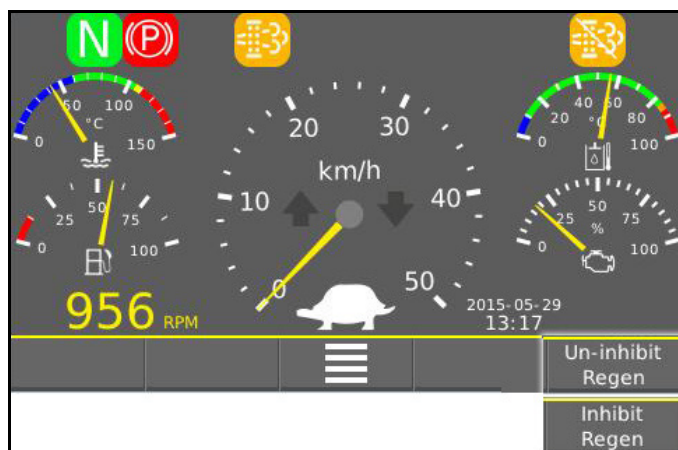 N (P)
0 50 100 150
°C
0 20 40 60 80 100
°C
0 10 20 30 40 50
km/h
0 25 50 75 100
0 25 50 75 100
%
956 RPM
2015-05-29
13:17
Un-inhibit
Regen
Inhibit
Regen